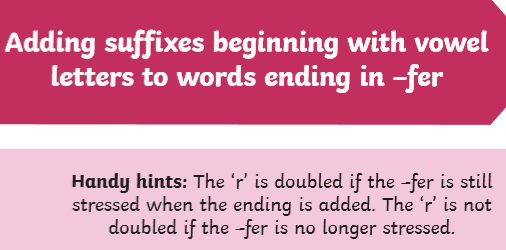 Adding suffixes beginning with vowel
letters to words ending in –fer
Handy hints: The ‘r’ is doubled if the –fer is still
stressed when the ending is added. The ‘r’ is not
doubled if the –fer is no longer stressed.